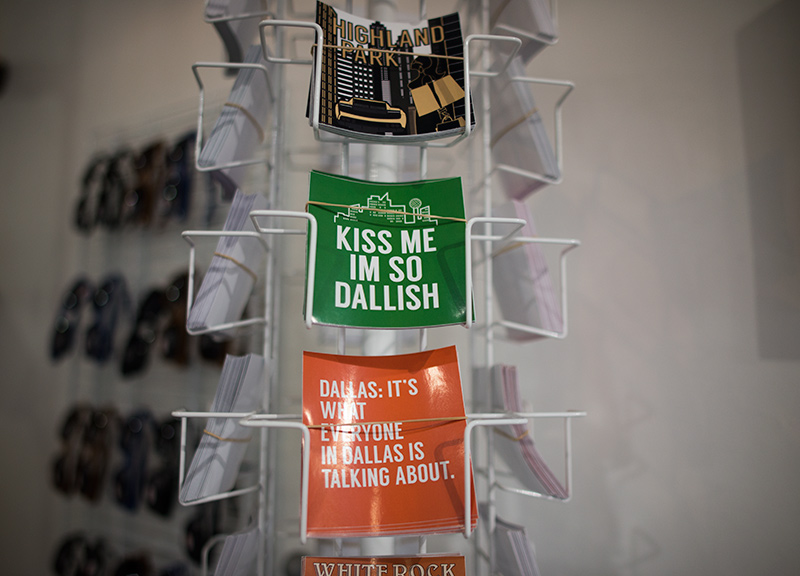 HIGHLAND
PARK
KISS ME
IM SO
DALLISH
DALLAS: IT'S
WHAT
EVERYONE
IN DALLAS IS
TALKING ABOUT.
WHITE ROCK